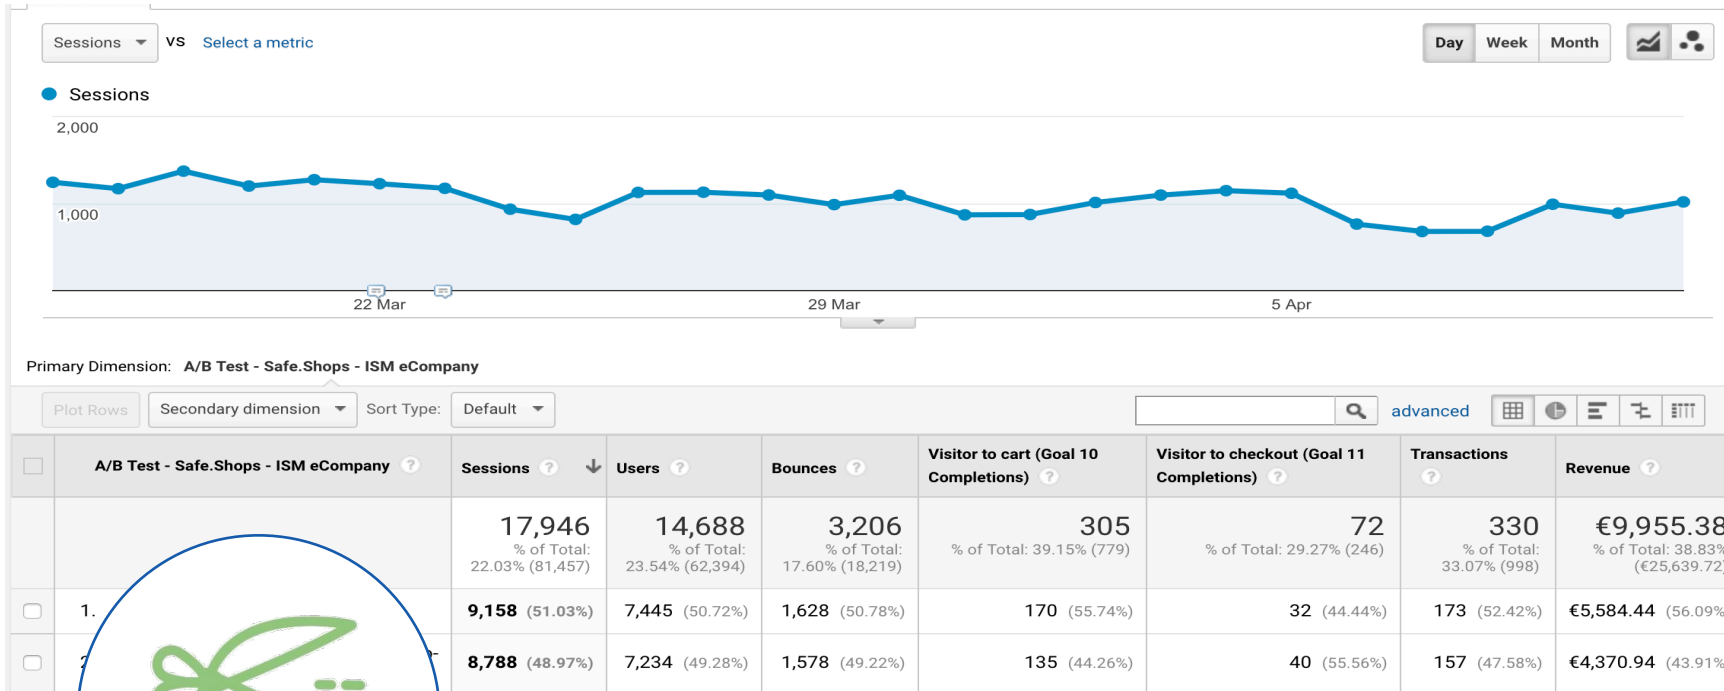 Sessions VS Select a metric Day Week Month
Sessions
2,000
1,000
22 Mar 29 Mar 5 Apr
Primary Dimension: A/B Test - Safe.Shops - ISM eCompany
Plot Rows Secondary dimension Sort Type: Default advanced
A/B Test - Safe.Shops - ISM eCompany ? Sessions ? Users ? Bounces ? Visitor to cart (Goal 10 Completions) ? Visitor to checkout (Goal 11 Completions) ? Transactions ? Revenue ?
17,946 14,688 3,206 305 72 330 €9,955.38
% of Total: 22.03% (81,457) % of Total: 23.54% (62,394) % of Total: 17.60% (18,219) % of Total: 39.15% (779) % of Total: 29.27% (246) % of Total: 33.07% (998) % of Total: 38.83% (€25,639.72)
1. 9,158 (51.03%) 7,445 (50.72%) 1,628 (50.78%) 170 (55.74%) 32 (44.44%) 173 (52.42%) €5,584.44 (56.09%
8,788 (48.97%) 7,234 (49.28%) 1,578 (49.22%) 135 (44.26%) 40 (55.56%) 157 (47.58%) €4,370.94 (43.91%